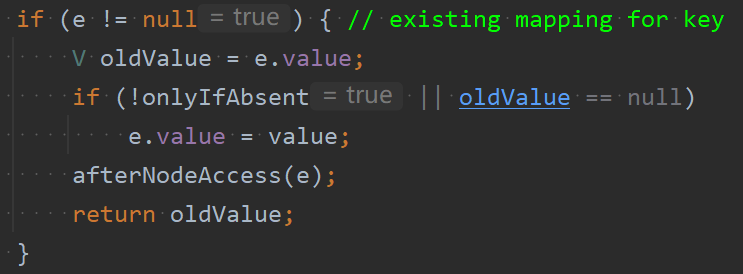 if (e != null = true ) { // existing mapping for key
V oldValue = e.value;
if (!onlyIfAbsent = true || oldValue == null)
e.value = value;
afterNodeAccess(e);
return oldValue;
}